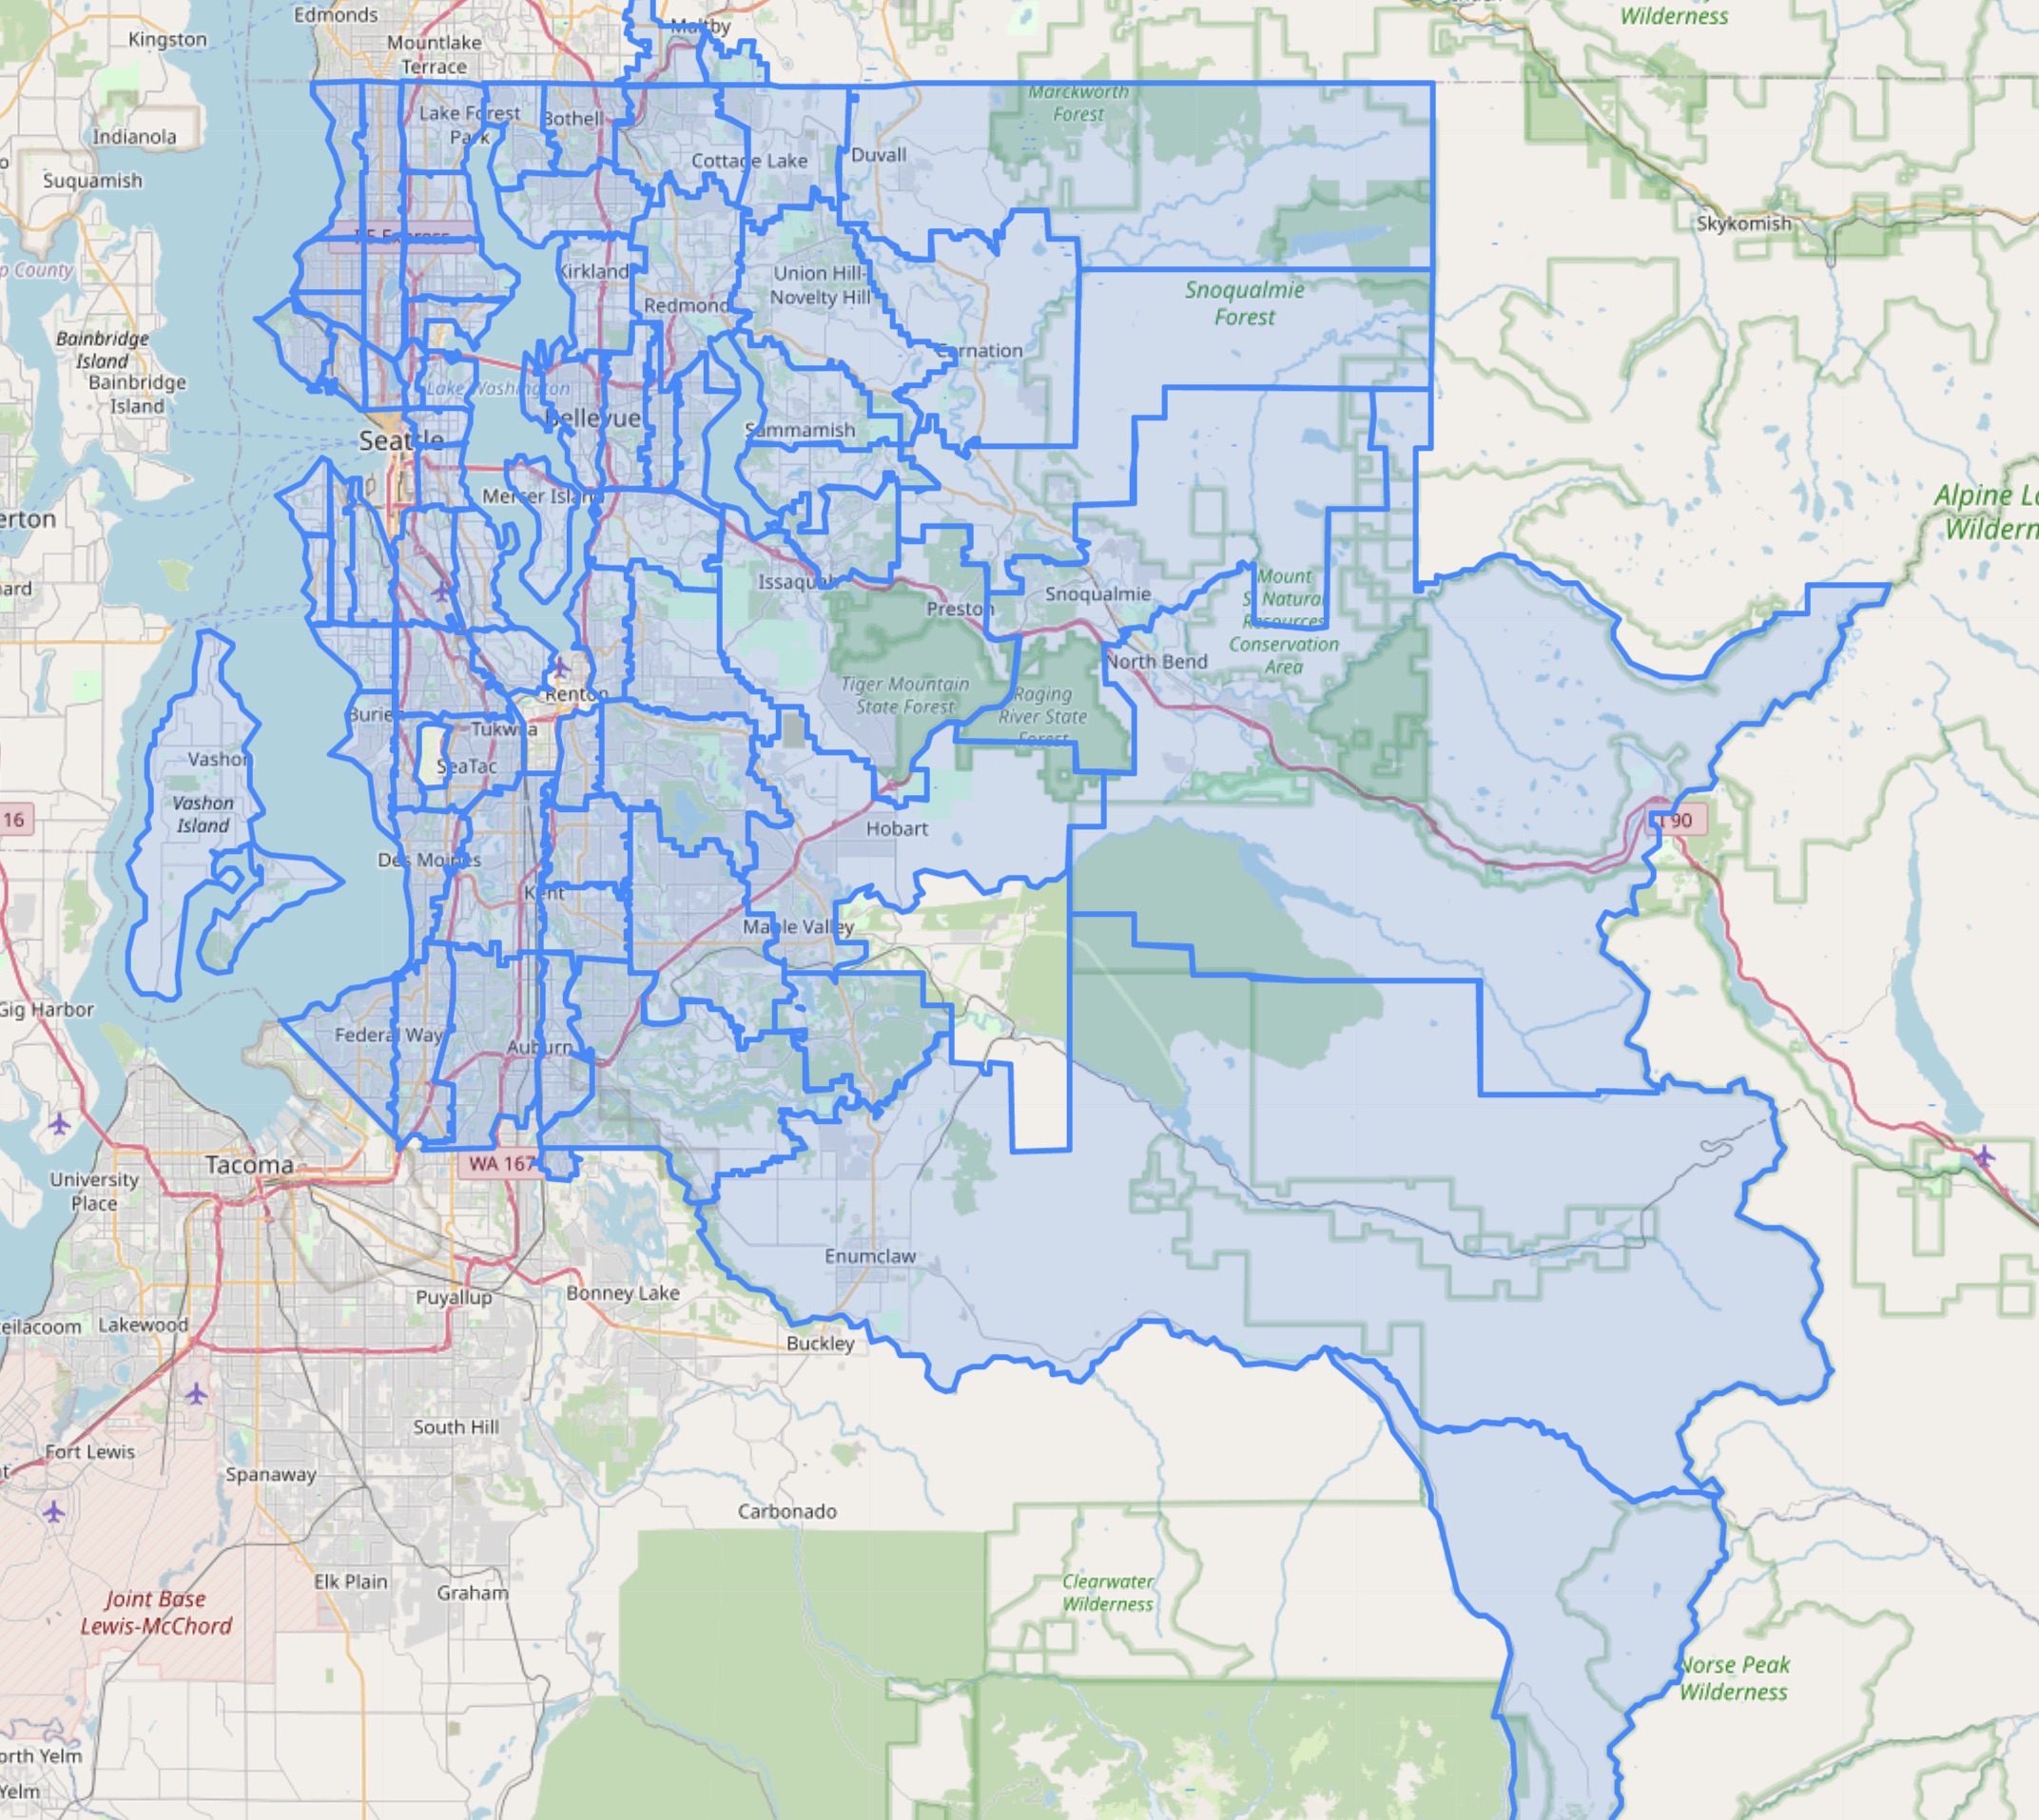 Edmonds
Maltby
Wilderness
Kingston
Mountlake
Terrace
Marckworth
Forest
Lake Forest
Park
Bothell
Indianola
Cottage Lake
Duvall
Suquamish
Skykomish
I-5 Express
p County
Kirkland
Union Hill-
Novelty Hill
Redmond
Snoqualmie
Forest
Bainbridge
Island
Bainbridge
Island
Carnation
Lake Washington
Bellevue
Sammamish
Seattle
Mercer Island
Alpine La
Wildern
erton
Issaquah
Mount
Si Natural
Resources
Conservation
Area
nard
Preston
Snoqualmie
North Bend
Renton
Tiger Mountain
State Forest
Raging
River State
Forest
Burien
Tukwila
Vashon
SeaTac
Vashon
Island
16
I 90
Hobart
Des Moines
Kent
Maple Valley
Gig Harbor
Federal Way
Auburn
Tacoma
WA 167
University
Place
Enumclaw
Puyallup
Bonney Lake
eilacoom
Lakewood
Buckley
South Hill
Fort Lewis
Spanaway
Carbonado
Elk Plain
Graham
Clearwater
Wilderness
Joint Base
Lewis-McChord
Norse Peak
Wilderness
orth Yelm
Yelm